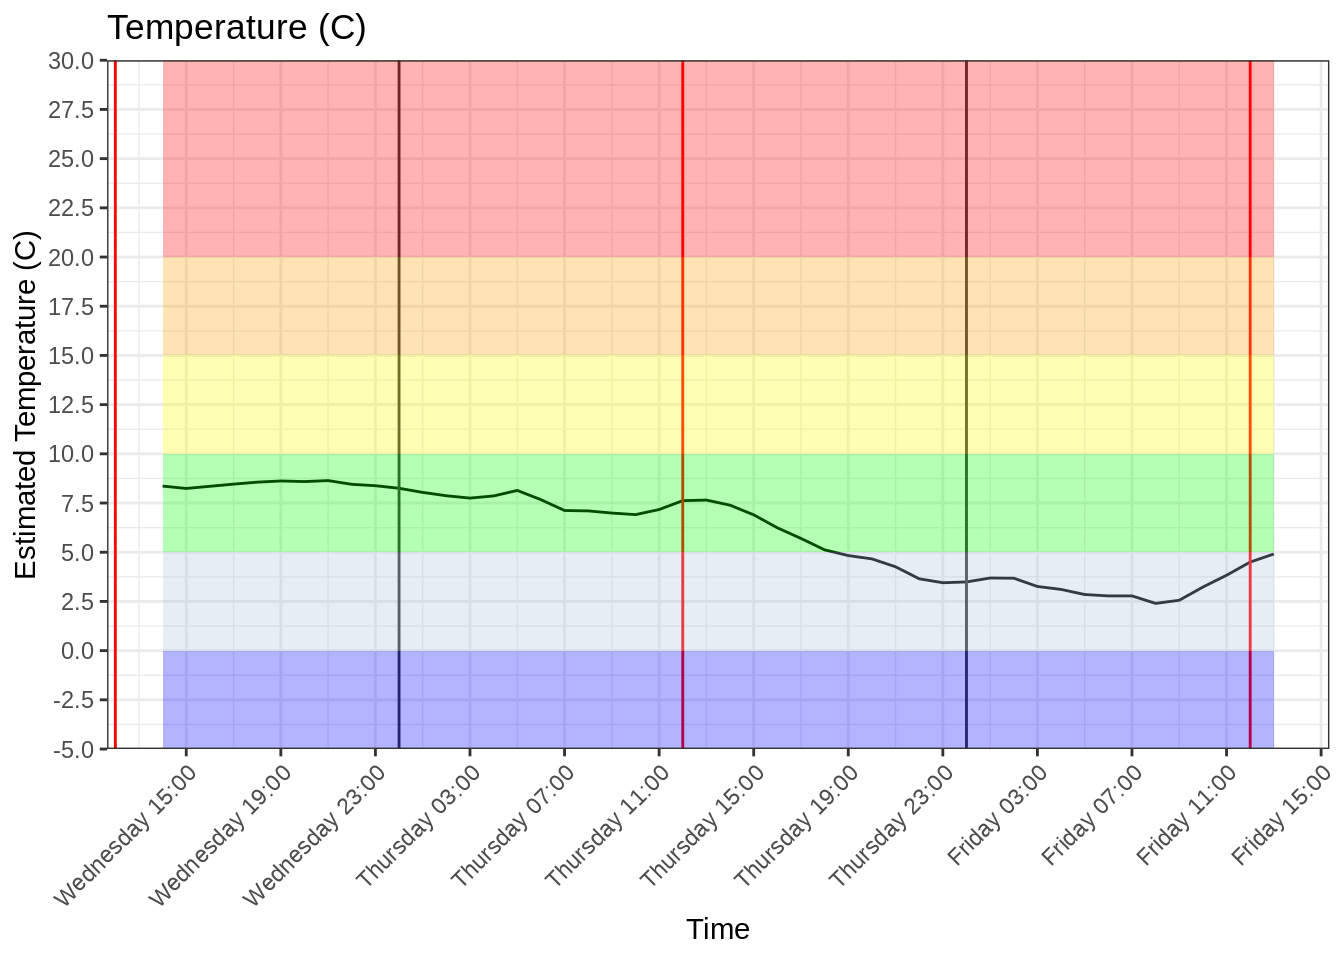 Temperature (C)
Estimated Temperature (C)
30.0
27.5
25.0
22.5
20.0
17.5
15.0
12.5
10.0
7.5
5.0
2.5
0.0
-2.5
-5.0
Wednesday 15:00
Wednesday 19:00
Wednesday 23:00
Thursday 03:00
Thursday 07:00
Thursday 11:00
Thursday 15:00
Thursday 19:00
Thursday 23:00
Friday 03:00
Friday 07:00
Friday 11:00
Friday 15:00
Time